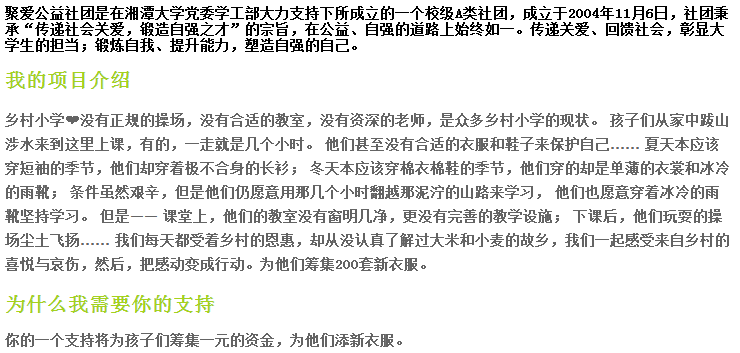 聚爱公益社团是在湘潭大学党委学工部大力支持下所成立的一个校级A类社团，成立于2004年11月6日，社团秉
承“传递社会关爱，锻造自强之才”的宗旨，在公益、自强的道路上始终如一。传递关爱、回馈社会，彰显大
学生的担当；锻炼自我、提升能力，塑造自强的自己。
我的项目介绍
乡村小学❤没有正规的操场，没有合适的教室，没有资深的老师，是众多乡村小学的现状。 孩子们从家中跋山
涉水来到这里上课，有的，一走就是几个小时。 他们甚至没有合适的衣服和鞋子来保护自己…… 夏天本应该
穿短袖的季节，他们却穿着极不合身的长衫； 冬天本应该穿棉衣棉鞋的季节，他们穿的却是单薄的衣裳和冰冷
的雨靴； 条件虽然艰辛，但是他们仍愿意用那几个小时翻越那泥泞的山路来学习， 他们也愿意穿着冰冷的雨
靴坚持学习。 但是—— 课堂上，他们的教室没有窗明几净，更没有完善的教学设施； 下课后，他们玩耍的操
场尘土飞扬…… 我们每天都受着乡村的恩惠，却从没认真了解过大米和小麦的故乡，我们一起感受来自乡村的
喜悦与哀伤，然后，把感动变成行动。为他们筹集200套新衣服。
为什么我需要你的支持
你的一个支持将为孩子们筹集一元的资金，为他们添新衣服。